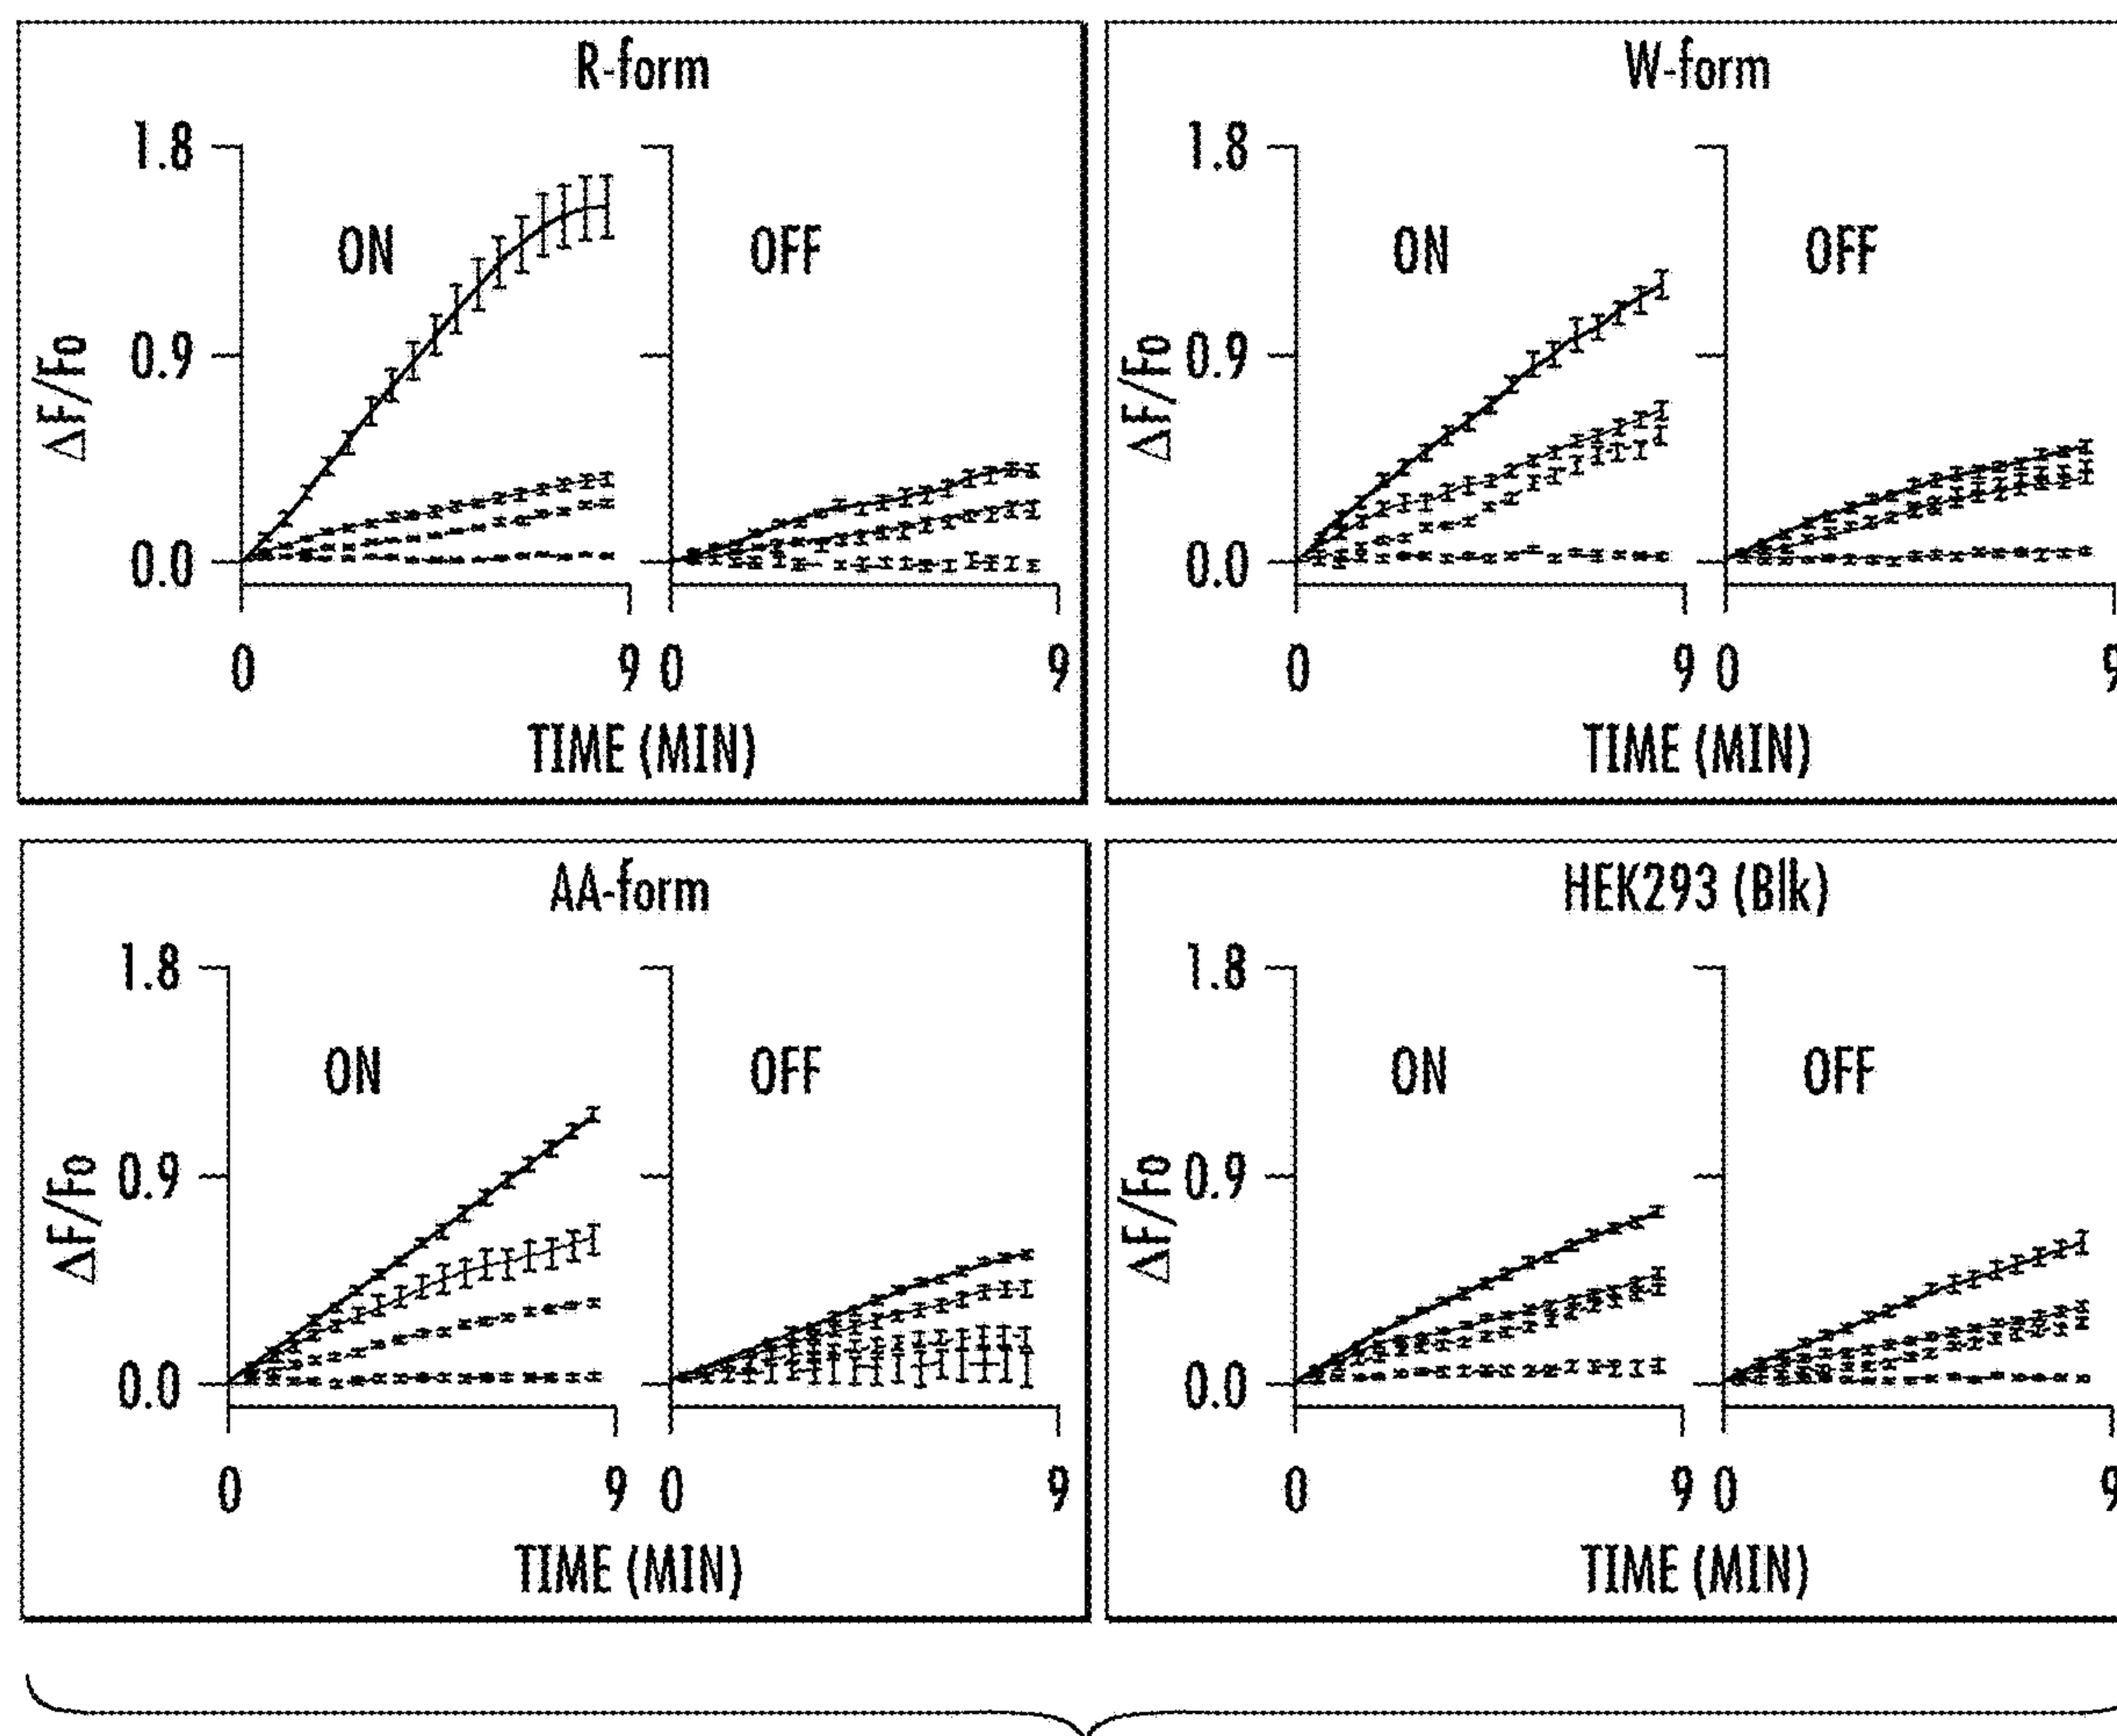 R-form
1.8
ON
OFF
0.9
ΔF/Fo
0.0
0
9 0
9
TIME (MIN)
W-form
1.8
ON
OFF
0.9
ΔF/Fo
0.0
0
9 0
9
TIME (MIN)
AA-form
1.8
ON
OFF
0.9
ΔF/Fo
0.0
0
9 0
9
TIME (MIN)
HEK293 (Blk)
1.8
ON
OFF
0.9
ΔF/Fo
0.0
0
9 0
9
TIME (MIN)